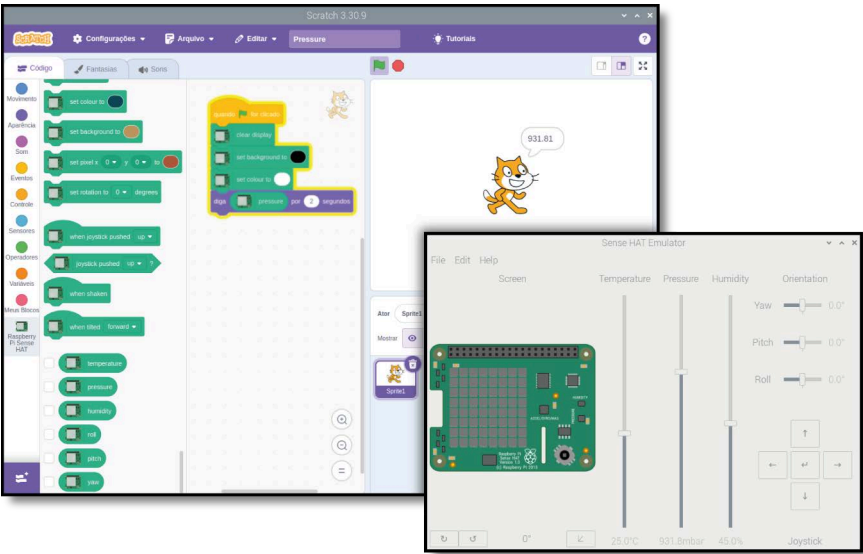 Scratch 3.30.9
SCRATCH
Configurações
Arquivo
Editar
Pressure
Tutoriais
?
Código
Fantasias
Sons
Movimento
Aparência
Som
Eventos
Controle
Sensores
Operadores
Variáveis
Meus Blocos
Raspberry
Pi Sense
HAT
set colour to
set background to
set pixel x 0 y 0 to
set rotation to 0 degrees
when joystick pushed up
joystick pushed up ?
when shaken
when tilted forward
temperature
pressure
humidity
roll
pitch
yaw
quando for clicado
clear display
set background to
set colour to
diga pressure por 2 segundos
931.81
Ator Sprite1
Mostrar
Sprite1
Sense HAT Emulator
File Edit Help
Screen Temperature Pressure Humidity Orientation
Yaw 0.0°
Pitch 0.0°
Roll 0.0°
Raspberry Pi
Sense HAT
0° 25.0°C 931.8mbar 45.0% Joystick